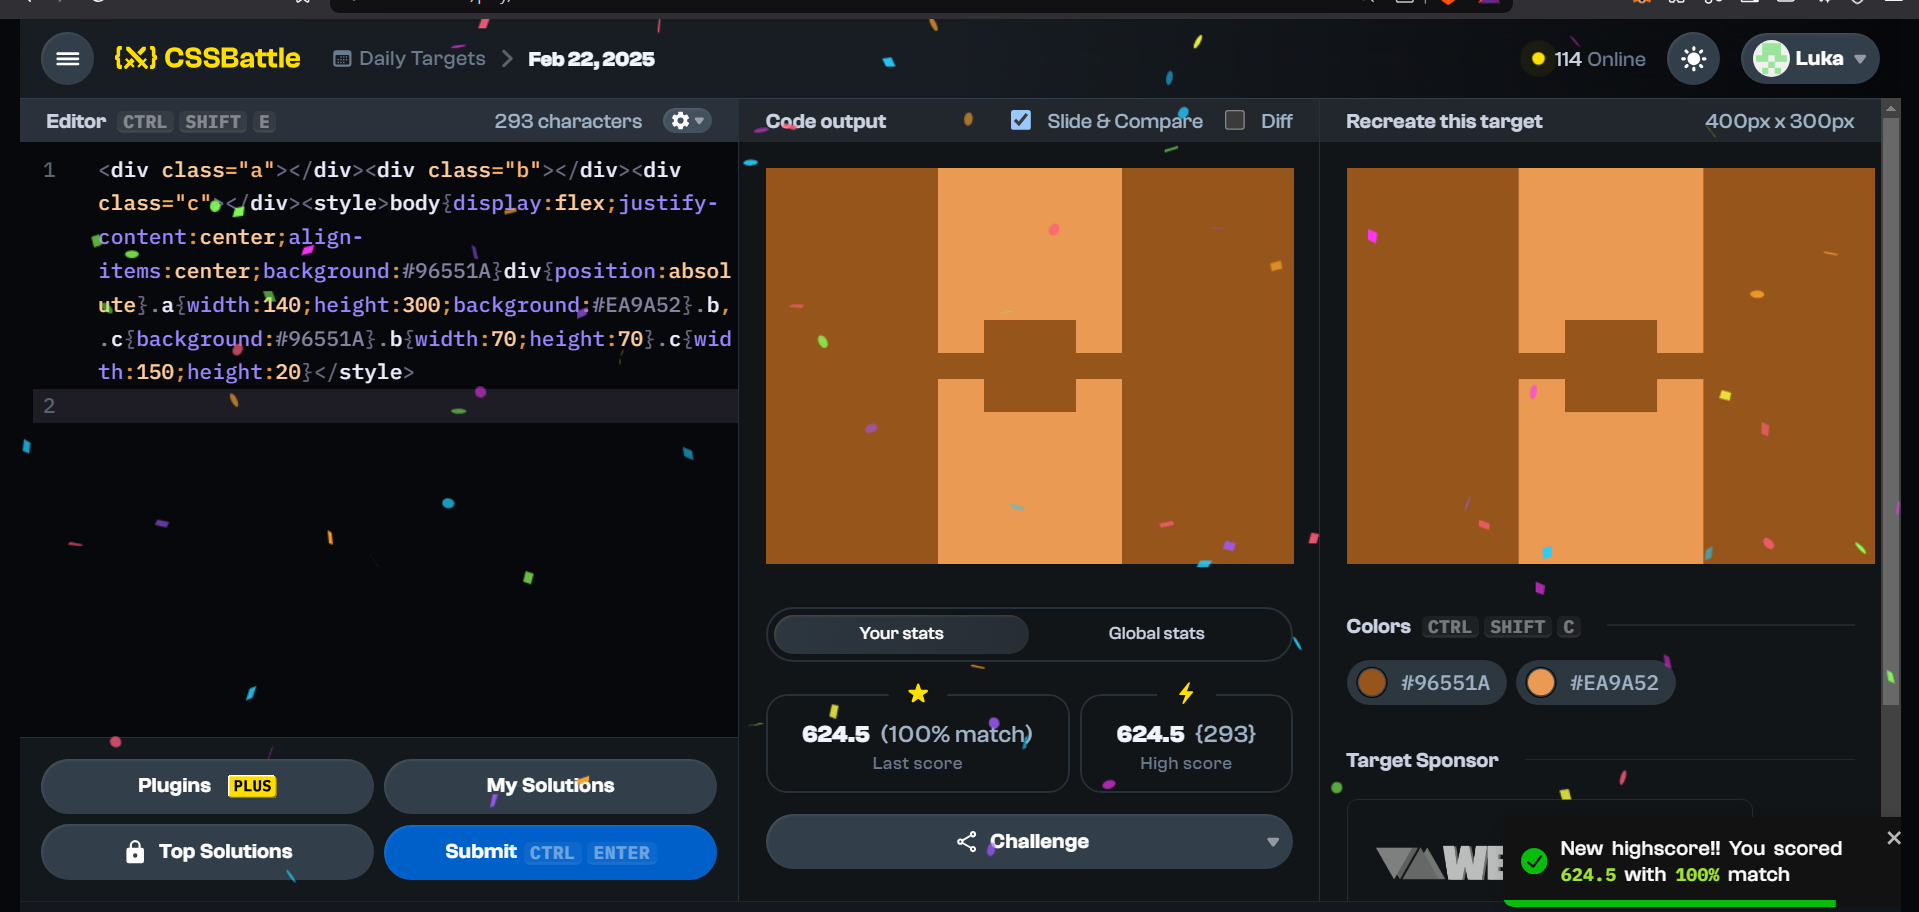 CSSBattle
Daily Targets
Feb 22, 2025
114 Online
Luka
Editor CTRL SHIFT E
293 characters
Code output
Slide & Compare
Diff
Recreate this target
400px x 300px
1
<div class="a"></div><div class="b"></div><div
class="c"></div><style>body{display:flex;justify-
content:center;align-
items:center;background:#96551A}div{position:absol
ute}.a{width:140;height:300;background:#EA9A52}.b,
.c{background:#96551A}.b{width:70;height:70}.c{wid
th:150;height:20}</style>
2
Your stats
Global stats
624.5 (100% match)
Last score
624.5 {293}
High score
Challenge
Colors CTRL SHIFT C
#96551A
#EA9A52
Target Sponsor
WE
Plugins PLUS
My Solutions
Top Solutions
Submit CTRL ENTER
New highscore!! You scored
624.5 with 100% match